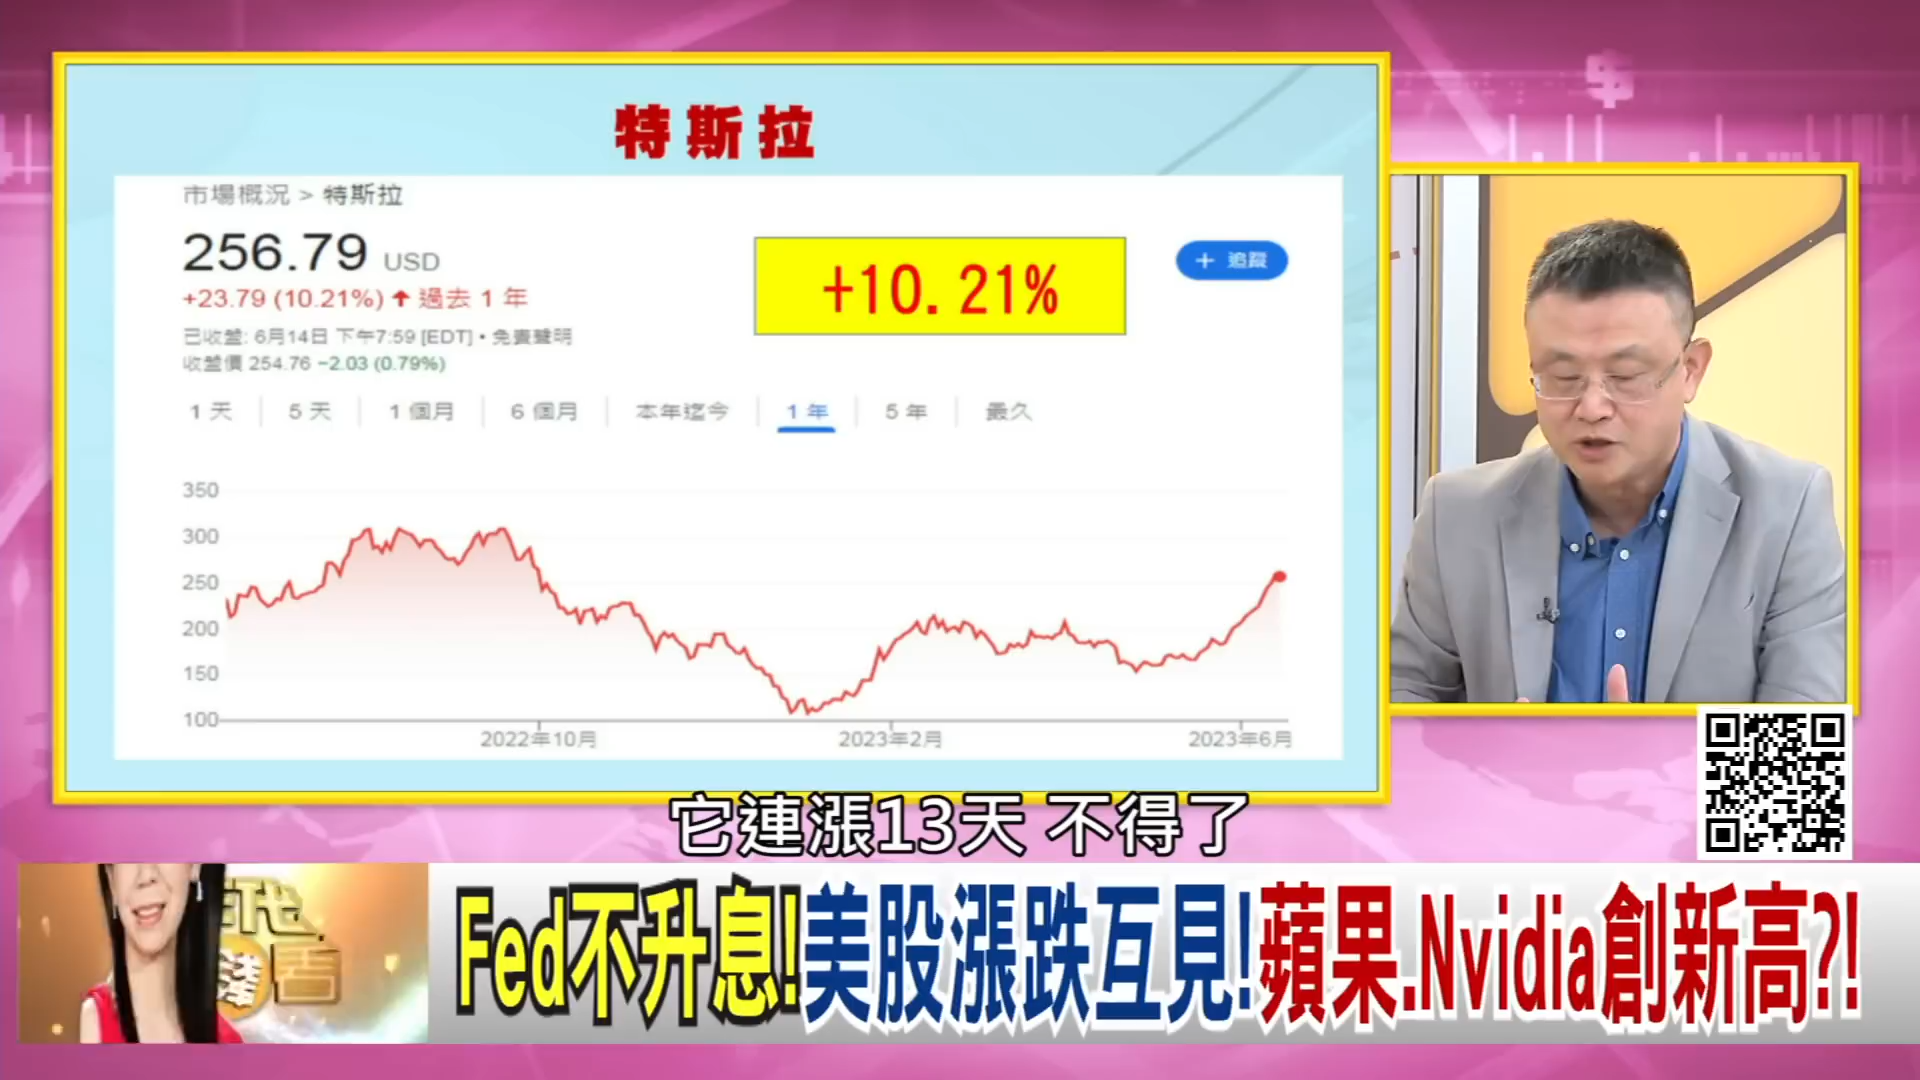 特斯拉
市場概況 > 特斯拉
256.79 USD
+10.21%
+ 追蹤
+23.79 (10.21%) ↑ 過去 1 年
已收盤: 6月14日 下午7:59 [EDT] • 免責聲明
收盤價 254.76 −2.03 (0.79%)
1 天 5 天 1 個月 6 個月 本年迄今 1 年 5 年 最久
350
300
250
200
150
100
2022年10月 2023年2月 2023年6月
它連漲13天 不得了
Fed不升息!美股漲跌互見!蘋果.Nvidia創新高?!